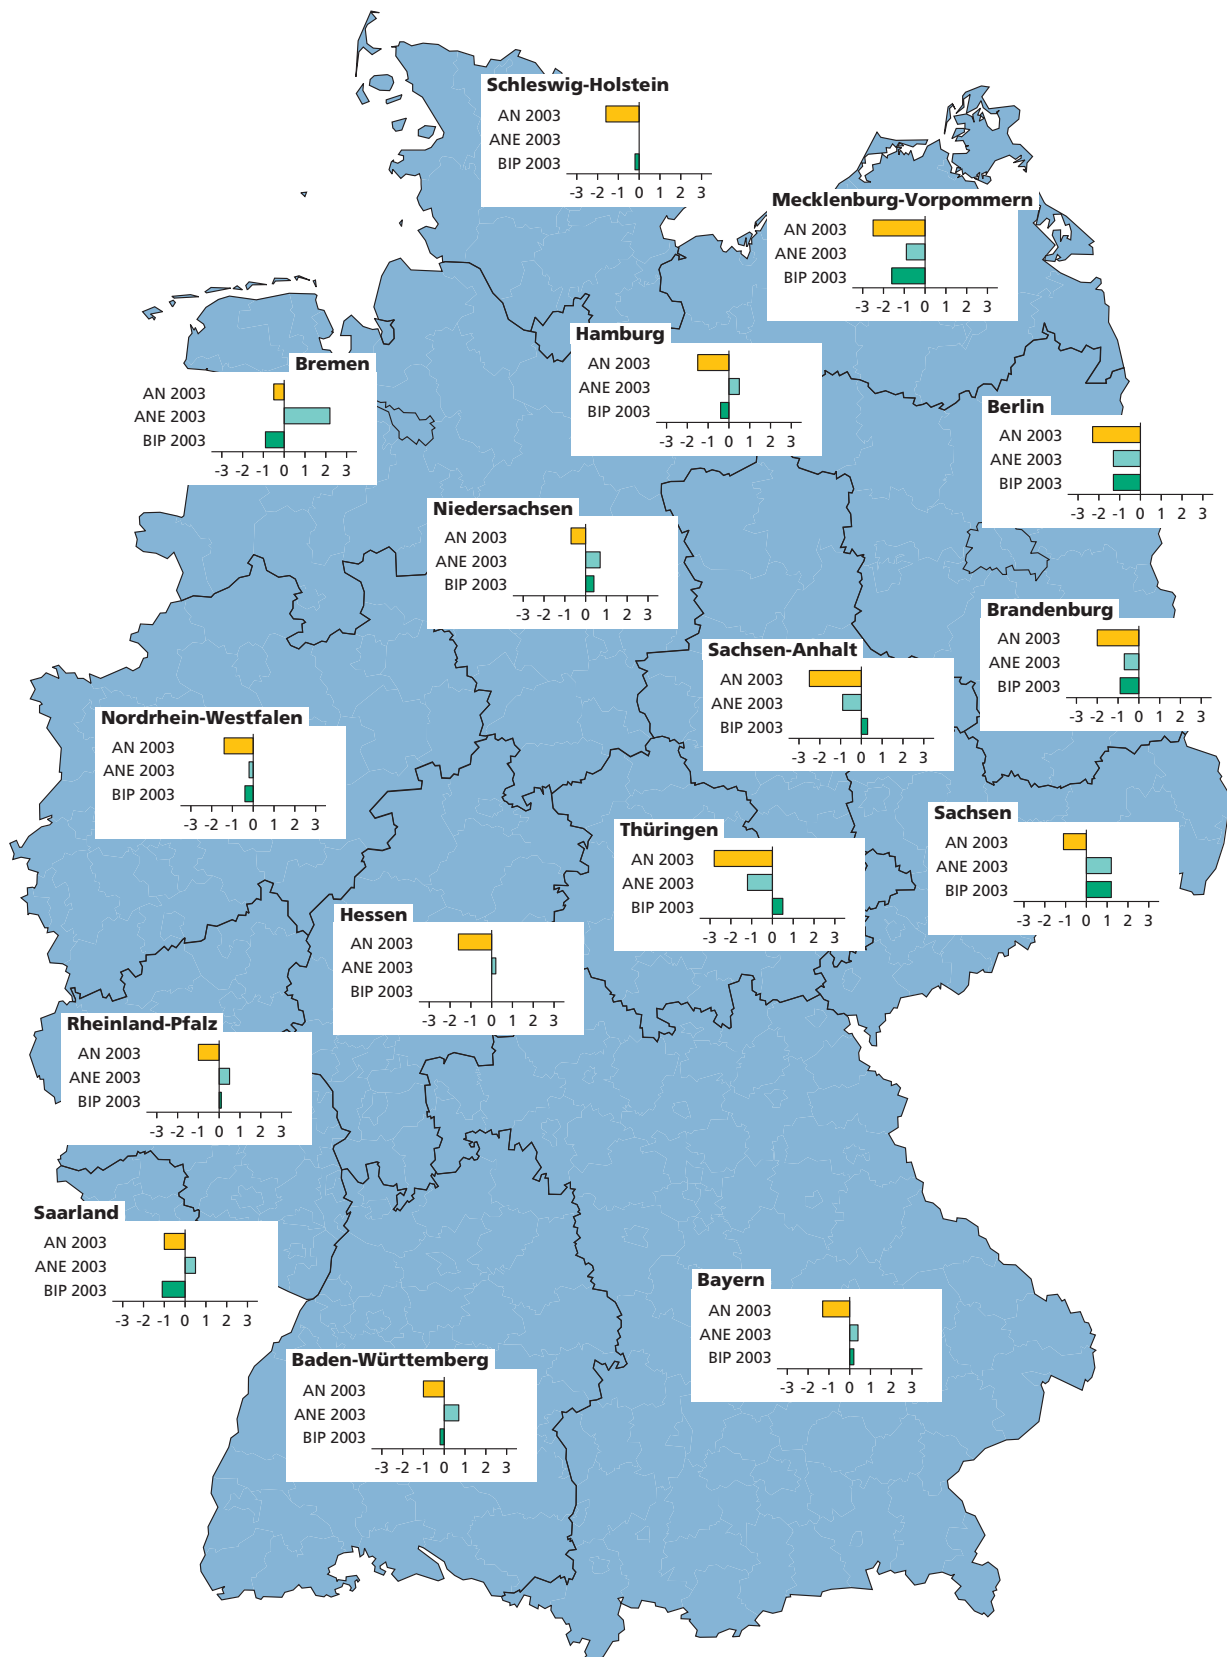 Schleswig-Holstein
AN 2003
ANE 2003
BIP 2003
-3 -2 -1 0 1 2 3
Mecklenburg-Vorpommern
AN 2003
ANE 2003
BIP 2003
-3 -2 -1 0 1 2 3
Hamburg
AN 2003
ANE 2003
BIP 2003
-3 -2 -1 0 1 2 3
Bremen
AN 2003
ANE 2003
BIP 2003
-3 -2 -1 0 1 2 3
Berlin
AN 2003
ANE 2003
BIP 2003
-3 -2 -1 0 1 2 3
Niedersachsen
AN 2003
ANE 2003
BIP 2003
-3 -2 -1 0 1 2 3
Brandenburg
AN 2003
ANE 2003
BIP 2003
-3 -2 -1 0 1 2 3
Sachsen-Anhalt
AN 2003
ANE 2003
BIP 2003
-3 -2 -1 0 1 2 3
Nordrhein-Westfalen
AN 2003
ANE 2003
BIP 2003
-3 -2 -1 0 1 2 3
Sachsen
AN 2003
ANE 2003
BIP 2003
-3 -2 -1 0 1 2 3
Thüringen
AN 2003
ANE 2003
BIP 2003
-3 -2 -1 0 1 2 3
Hessen
AN 2003
ANE 2003
BIP 2003
-3 -2 -1 0 1 2 3
Rheinland-Pfalz
AN 2003
ANE 2003
BIP 2003
-3 -2 -1 0 1 2 3
Saarland
AN 2003
ANE 2003
BIP 2003
-3 -2 -1 0 1 2 3
Bayern
AN 2003
ANE 2003
BIP 2003
-3 -2 -1 0 1 2 3
Baden-Württemberg
AN 2003
ANE 2003
BIP 2003
-3 -2 -1 0 1 2 3